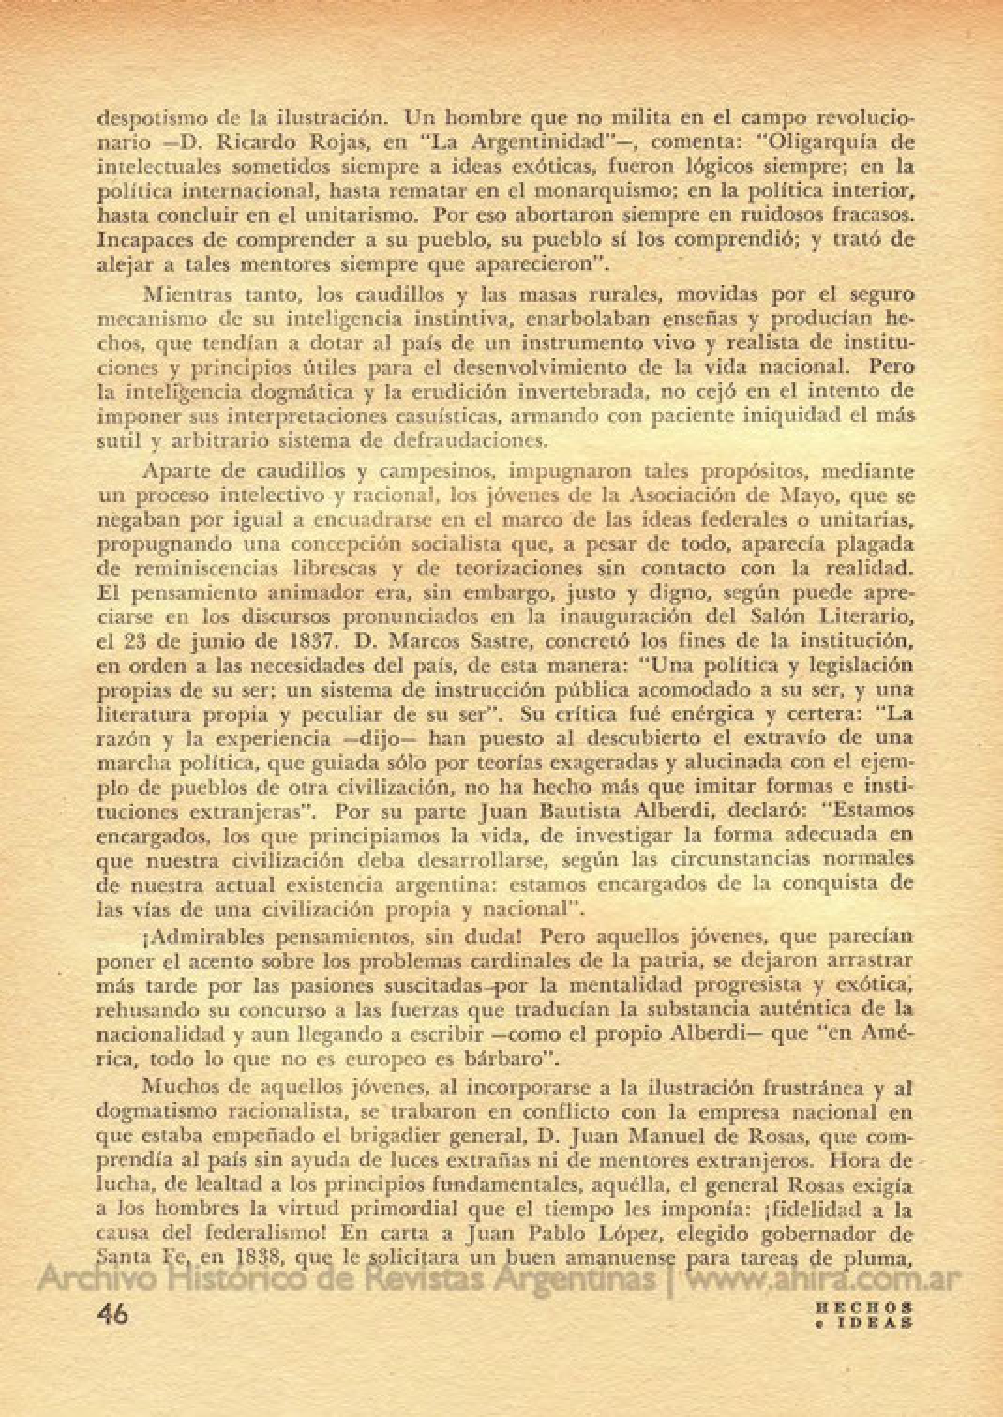 despotismo de la ilustración. Un hombre que no milita en el campo revolucio-
nario —D. Ricardo Rojas, en “La Argentinidad”—, comenta: “Oligarquía de
intelectuales sometidos siempre a ideas exóticas, fueron lógicos siempre; en la
política internacional, hasta rematar en el monarquismo; en la política interior,
hasta concluir en el unitarismo. Por eso abortaron siempre en ruidosos fracasos.
Incapaces de comprender a su pueblo, su pueblo sí los comprendió; y trató de
alejar a tales mentores siempre que aparecieron”.
Mientras tanto, los caudillos y las masas rurales, movidas por el seguro
mecanismo de su inteligencia instintiva, enarbolaban enseñas y producían he-
chos, que tendían a dotar al país de un instrumento vivo y realista de institu-
ciones y principios útiles para el desenvolvimiento de la vida nacional. Pero
la inteligencia dogmática y la erudición invertebrada, no cejó en el intento de
imponer sus interpretaciones casuísticas, armando con paciente iniquidad el más
sutil y arbitrario sistema de defraudaciones.
Aparte de caudillos y campesinos, impugnaron tales propósitos, mediante
un proceso intelectivo y racional, los jóvenes de la Asociación de Mayo, que se
negaban por igual a encuadrarse en el marco de las ideas federales o unitarias,
propugnando una concepción socialista que, a pesar de todo, aparecía plagada
de reminiscencias librescas y de teorizaciones sin contacto con la realidad.
El pensamiento animador era, sin embargo, justo y digno, según puede apre-
ciarse en los discursos pronunciados en la inauguración del Salón Literario,
el 23 de junio de 1837. D. Marcos Sastre, concretó los fines de la institución,
en orden a las necesidades del país, de esta manera: “Una política y legislación
propias de su ser; un sistema de instrucción pública acomodado a su ser, y una
literatura propia y peculiar de su ser”. Su crítica fué enérgica y certera: “La
razón y la experiencia —dijo— han puesto al descubierto el extravío de una
marcha política, que guiada sólo por teorías exageradas y alucinada con el ejem-
plo de pueblos de otra civilización, no ha hecho más que imitar formas e insti-
tuciones extranjeras”. Por su parte Juan Bautista Alberdi, declaró: “Estamos
encargados, los que principiamos la vida, de investigar la forma adecuada en
que nuestra civilización deba desarrollarse, según las circunstancias normales
de nuestra actual existencia argentina: estamos encargados de la conquista de
las vías de una civilización propia y nacional”.
¡Admirables pensamientos, sin duda! Pero aquellos jóvenes, que parecían
poner el acento sobre los problemas cardinales de la patria, se dejaron arrastrar
más tarde por las pasiones suscitadas por la mentalidad progresista y exótica,
rehusando su concurso a las fuerzas que traducían la substancia auténtica de la
nacionalidad y aun llegando a escribir —como el propio Alberdi— que “en Amé-
rica, todo lo que no es europeo es bárbaro”.
Muchos de aquellos jóvenes, al incorporarse a la ilustración frustránea y al
dogmatismo racionalista, se trabaron en conflicto con la empresa nacional en
que estaba empeñado el brigadier general, D. Juan Manuel de Rosas, que com-
prendía al país sin ayuda de luces extrañas ni de mentores extranjeros. Hora de
lucha, de lealtad a los principios fundamentales, aquélla, el general Rosas exigía
a los hombres la virtud primordial que el tiempo les imponía: ¡fidelidad a la
causa del federalismo! En carta a Juan Pablo López, elegido gobernador de
Santa Fe, en 1838, que le solicitara un buen amanuense para tareas de pluma,
Archivo Histórico de Revistas Argentinas | www.ahira.com.ar
46
HECHOS
e IDEAS